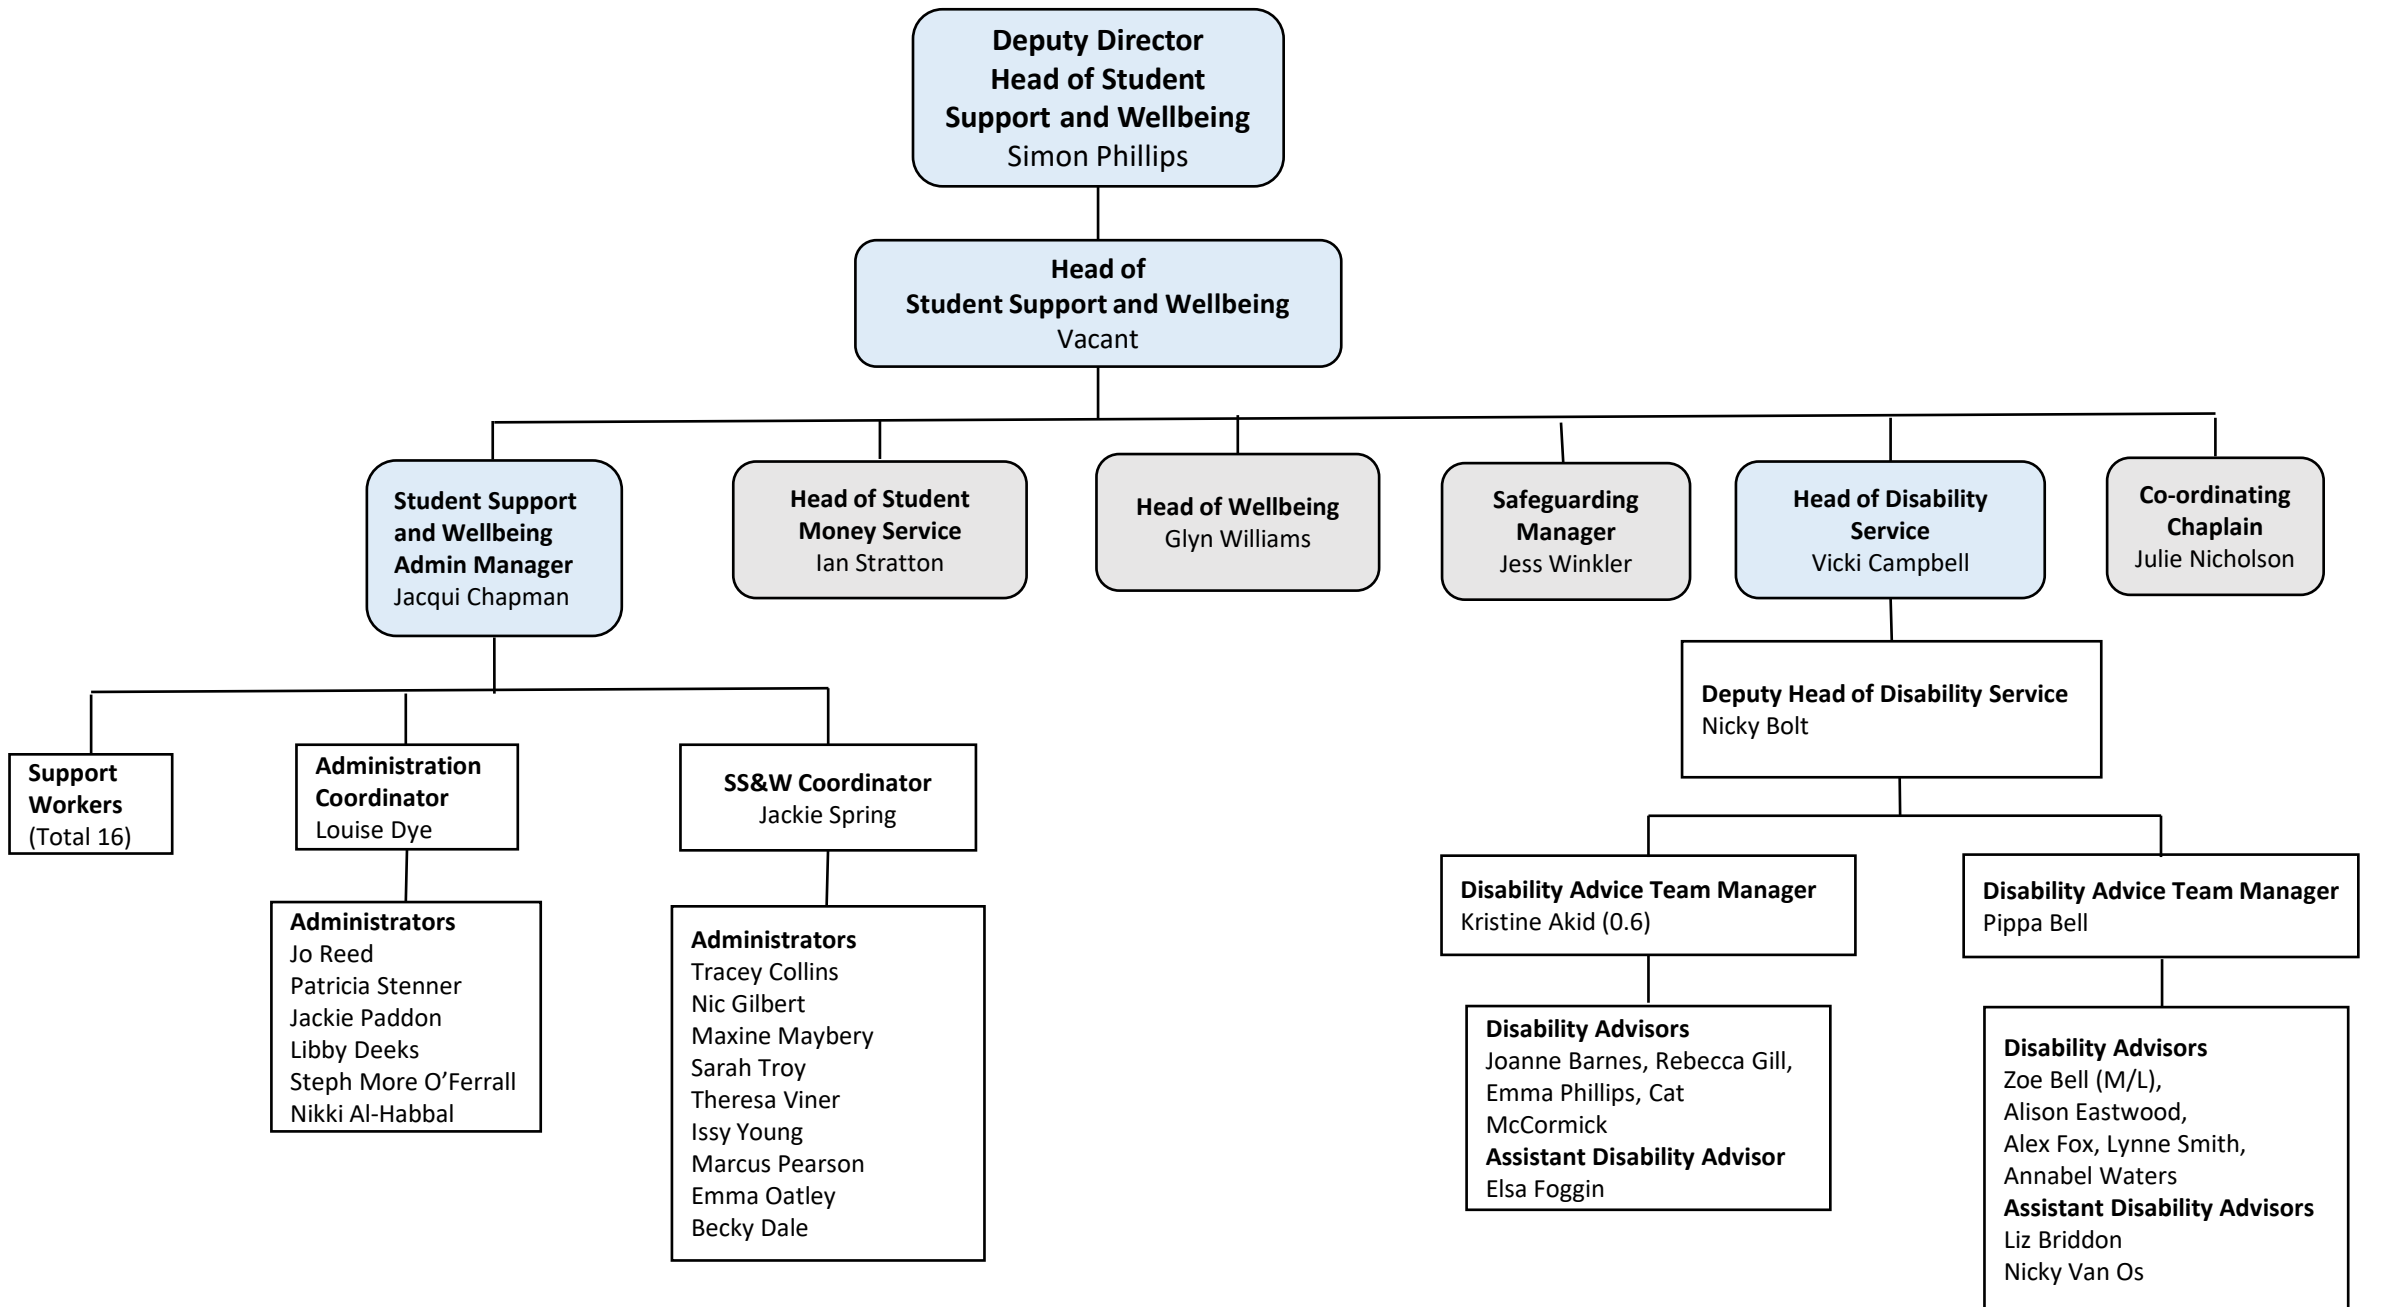 Deputy Director
Head of Student
Support and Wellbeing
Simon Phillips
Head of
Student Support and Wellbeing
Vacant
Student Support
and Wellbeing
Admin Manager
Jacqui Chapman
Head of Student
Money Service
Ian Stratton
Head of Wellbeing
Glyn Williams
Safeguarding
Manager
Jess Winkler
Head of Disability
Service
Vicki Campbell
Co-ordinating
Chaplain
Julie Nicholson
Deputy Head of Disability Service
Nicky Bolt
Support
Workers
(Total 16)
Administration
Coordinator
Louise Dye
SS&W Coordinator
Jackie Spring
Disability Advice Team Manager
Kristine Akid (0.6)
Disability Advice Team Manager
Pippa Bell
Administrators
Jo Reed
Patricia Stenner
Jackie Paddon
Libby Deeks
Steph More O’Ferrall
Nikki Al-Habbal
Administrators
Tracey Collins
Nic Gilbert
Maxine Maybery
Sarah Troy
Theresa Viner
Issy Young
Marcus Pearson
Emma Oatley
Becky Dale
Disability Advisors
Joanne Barnes, Rebecca Gill,
Emma Phillips, Cat
McCormick
Assistant Disability Advisor
Elsa Foggin
Disability Advisors
Zoe Bell (M/L),
Alison Eastwood,
Alex Fox, Lynne Smith,
Annabel Waters
Assistant Disability Advisors
Liz Briddon
Nicky Van Os